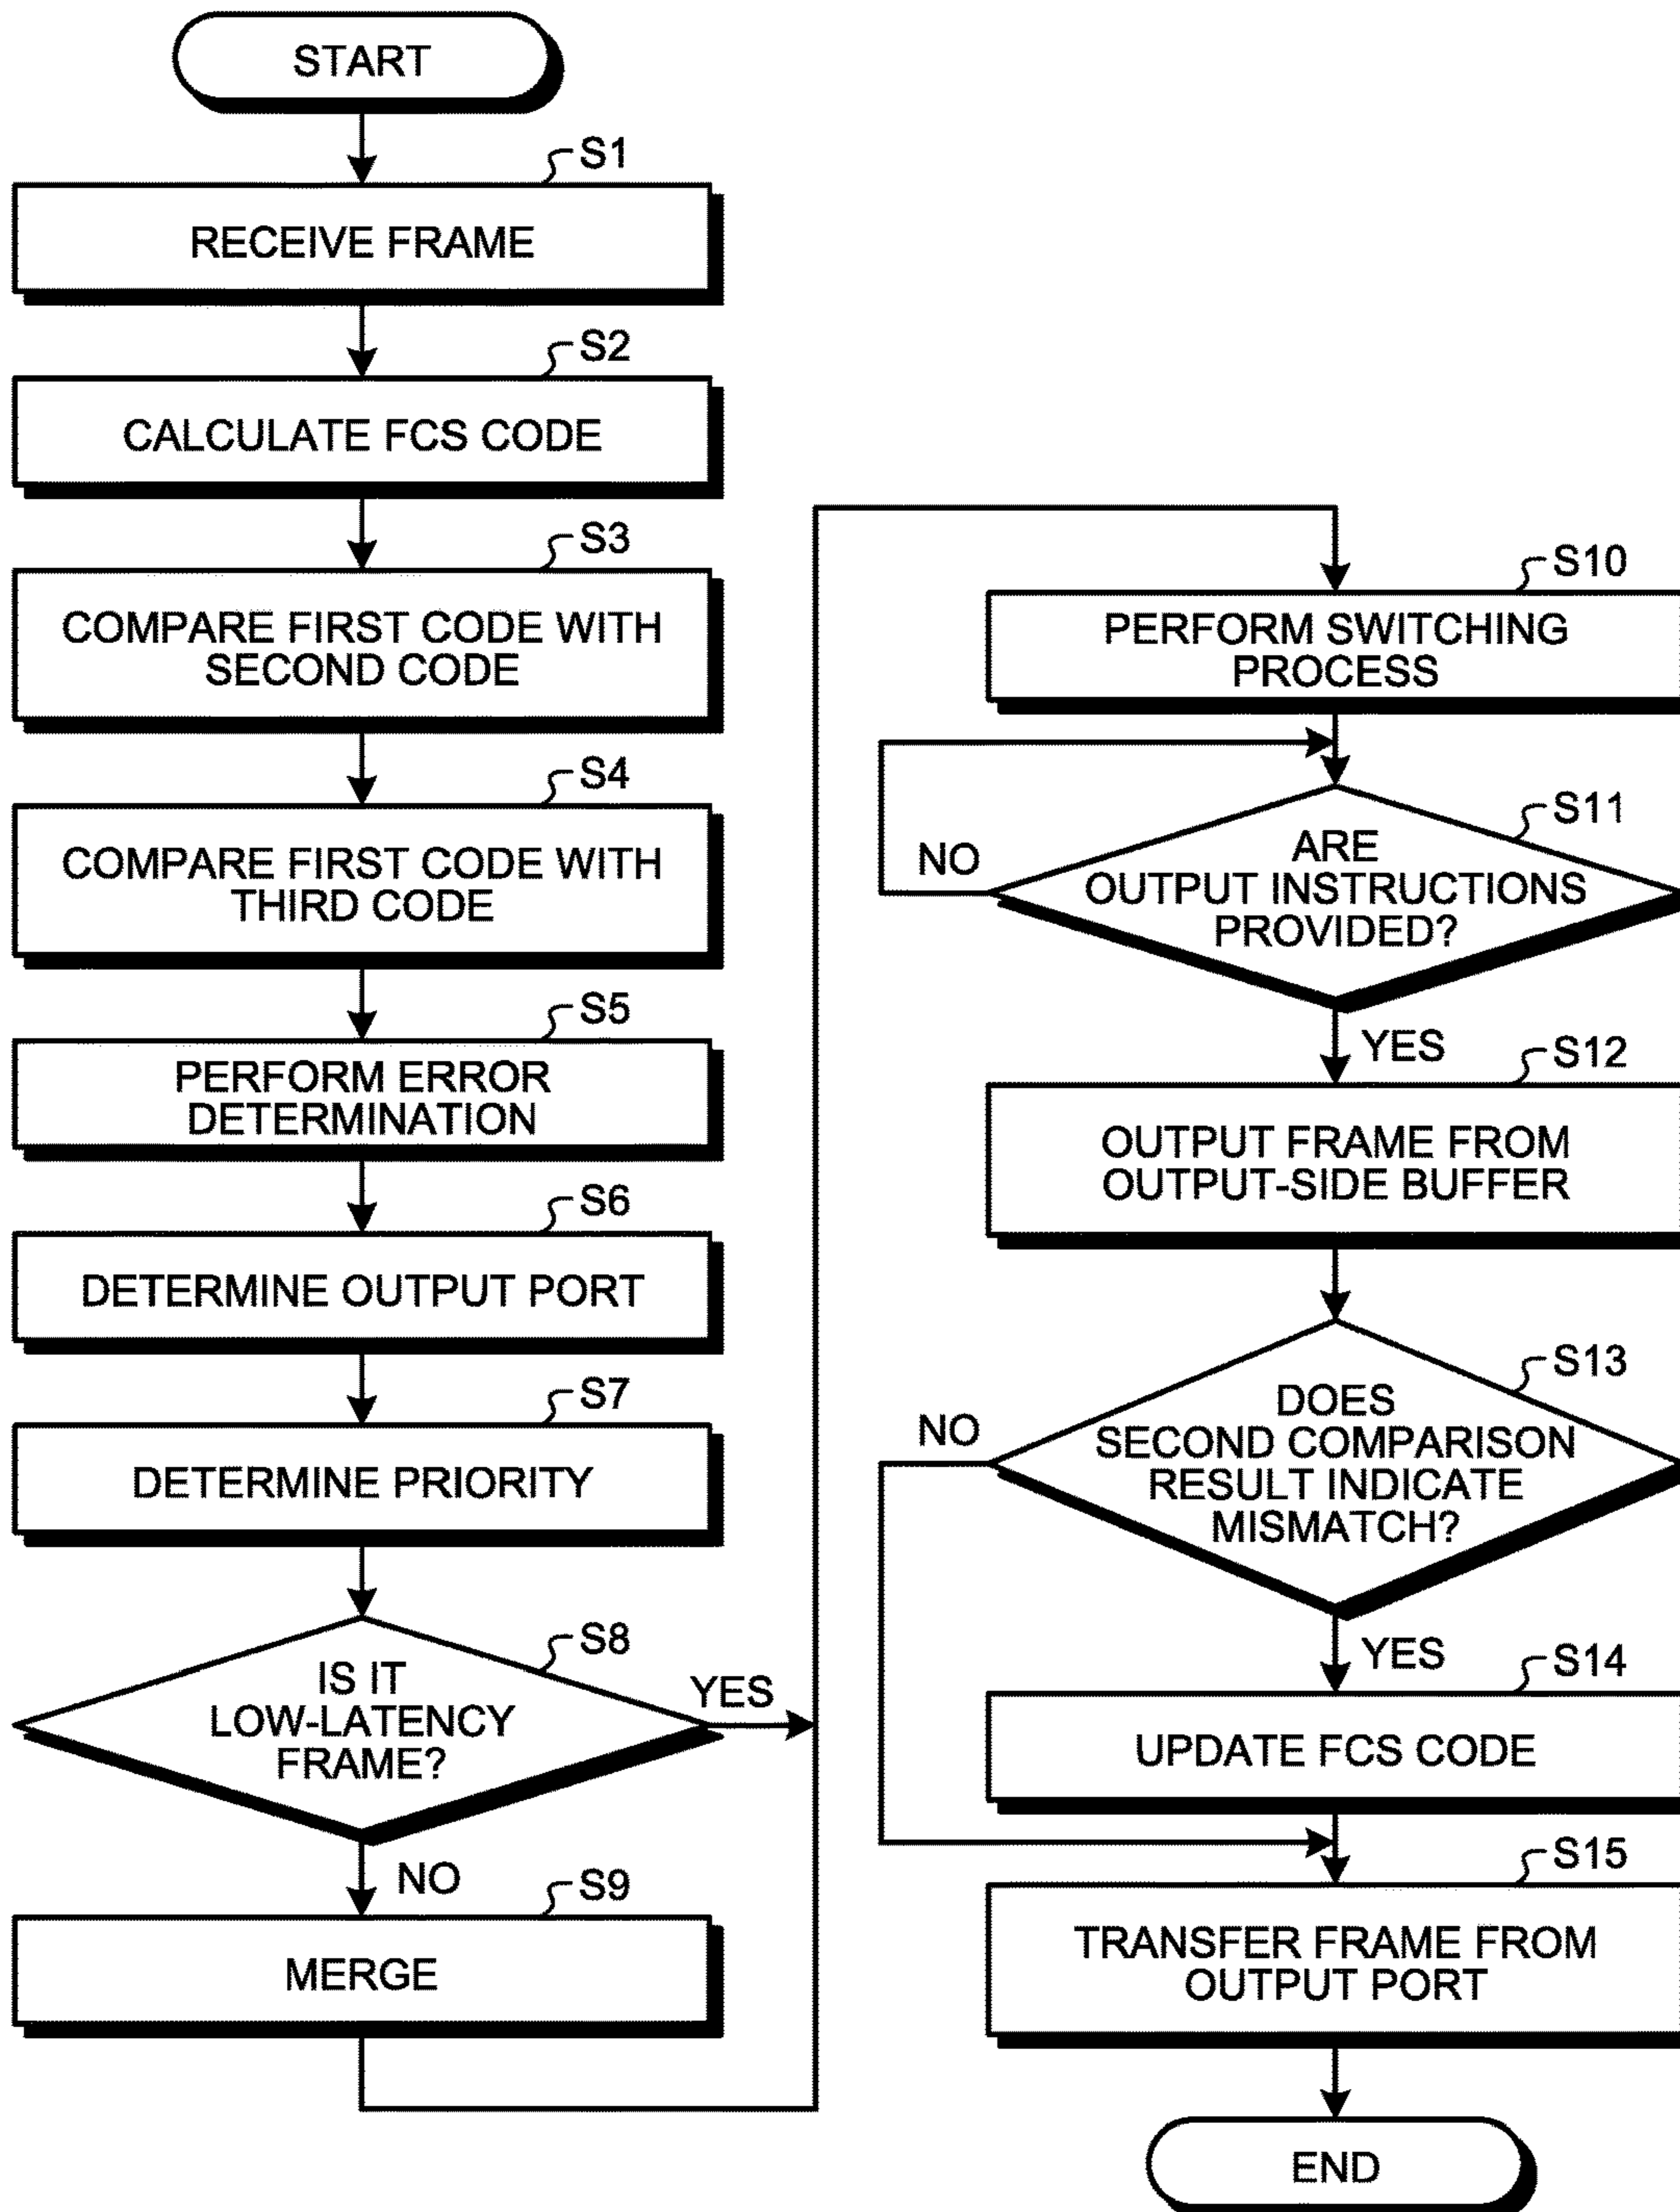 START
S1
RECEIVE FRAME
S2
CALCULATE FCS CODE
S3
COMPARE FIRST CODE WITH
SECOND CODE
S4
COMPARE FIRST CODE WITH
THIRD CODE
S5
PERFORM ERROR
DETERMINATION
S6
DETERMINE OUTPUT PORT
S7
DETERMINE PRIORITY
S8
IS IT
LOW-LATENCY
FRAME?
YES
NO
S9
MERGE
S10
PERFORM SWITCHING
PROCESS
S11
ARE
OUTPUT INSTRUCTIONS
PROVIDED?
NO
YES
S12
OUTPUT FRAME FROM
OUTPUT-SIDE BUFFER
S13
DOES
SECOND COMPARISON
RESULT INDICATE
MISMATCH?
NO
YES
S14
UPDATE FCS CODE
S15
TRANSFER FRAME FROM
OUTPUT PORT
END